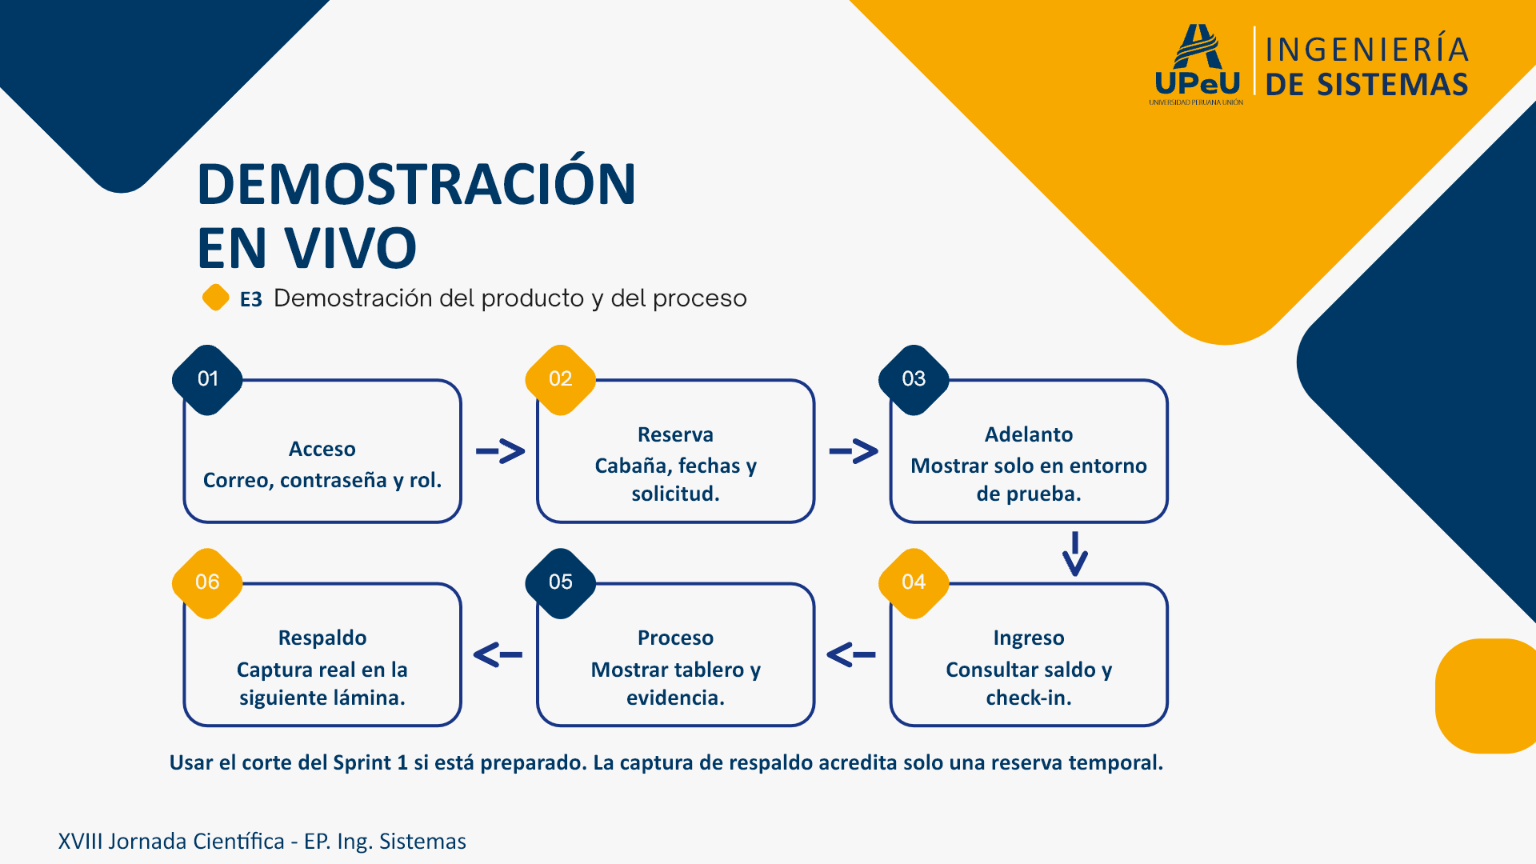 UPeU
UNIVERSIDAD PERUANA UNIÓN
INGENIERÍA
DE SISTEMAS
DEMOSTRACIÓN
EN VIVO
E3 Demostración del producto y del proceso
01
Acceso
Correo, contraseña y rol.
02
Reserva
Cabaña, fechas y
solicitud.
03
Adelanto
Mostrar solo en entorno
de prueba.
04
Ingreso
Consultar saldo y
check-in.
05
Proceso
Mostrar tablero y
evidencia.
06
Respaldo
Captura real en la
siguiente lámina.
Usar el corte del Sprint 1 si está preparado. La captura de respaldo acredita solo una reserva temporal.
XVIII Jornada Científica - EP. Ing. Sistemas